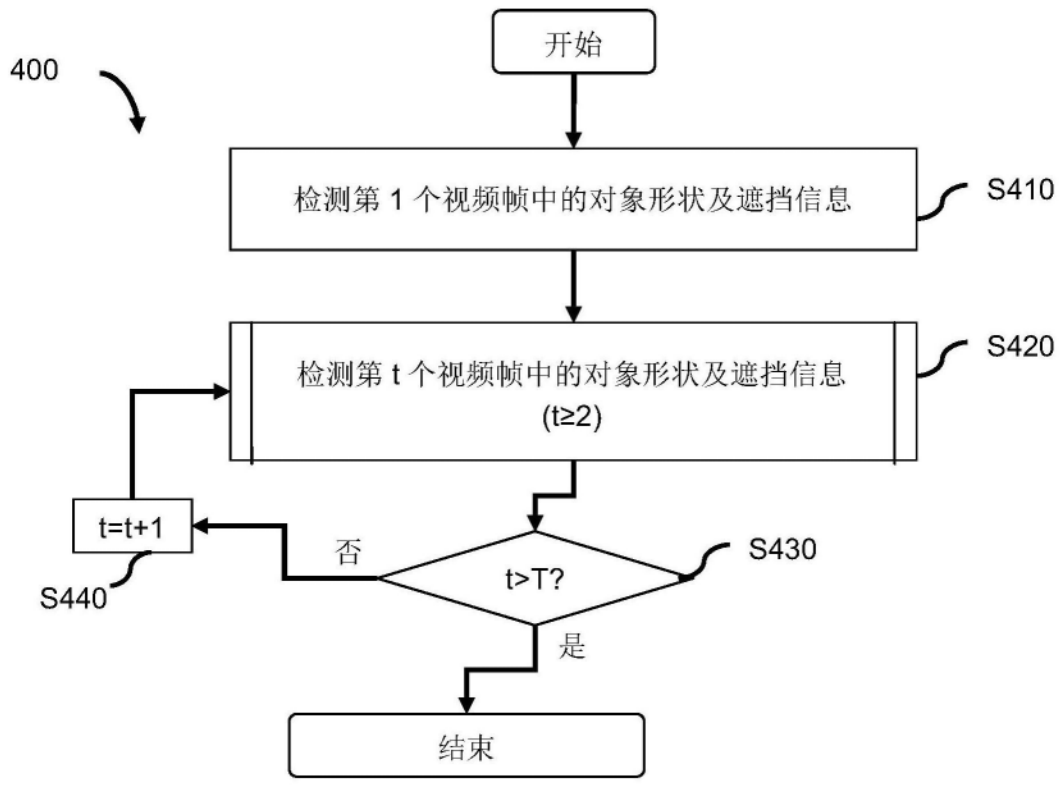 开始
400
检测第 1 个视频帧中的对象形状及遮挡信息
S410
检测第 t 个视频帧中的对象形状及遮挡信息
(t≥2)
S420
t=t+1
S440
否
t>T?
S430
是
结束